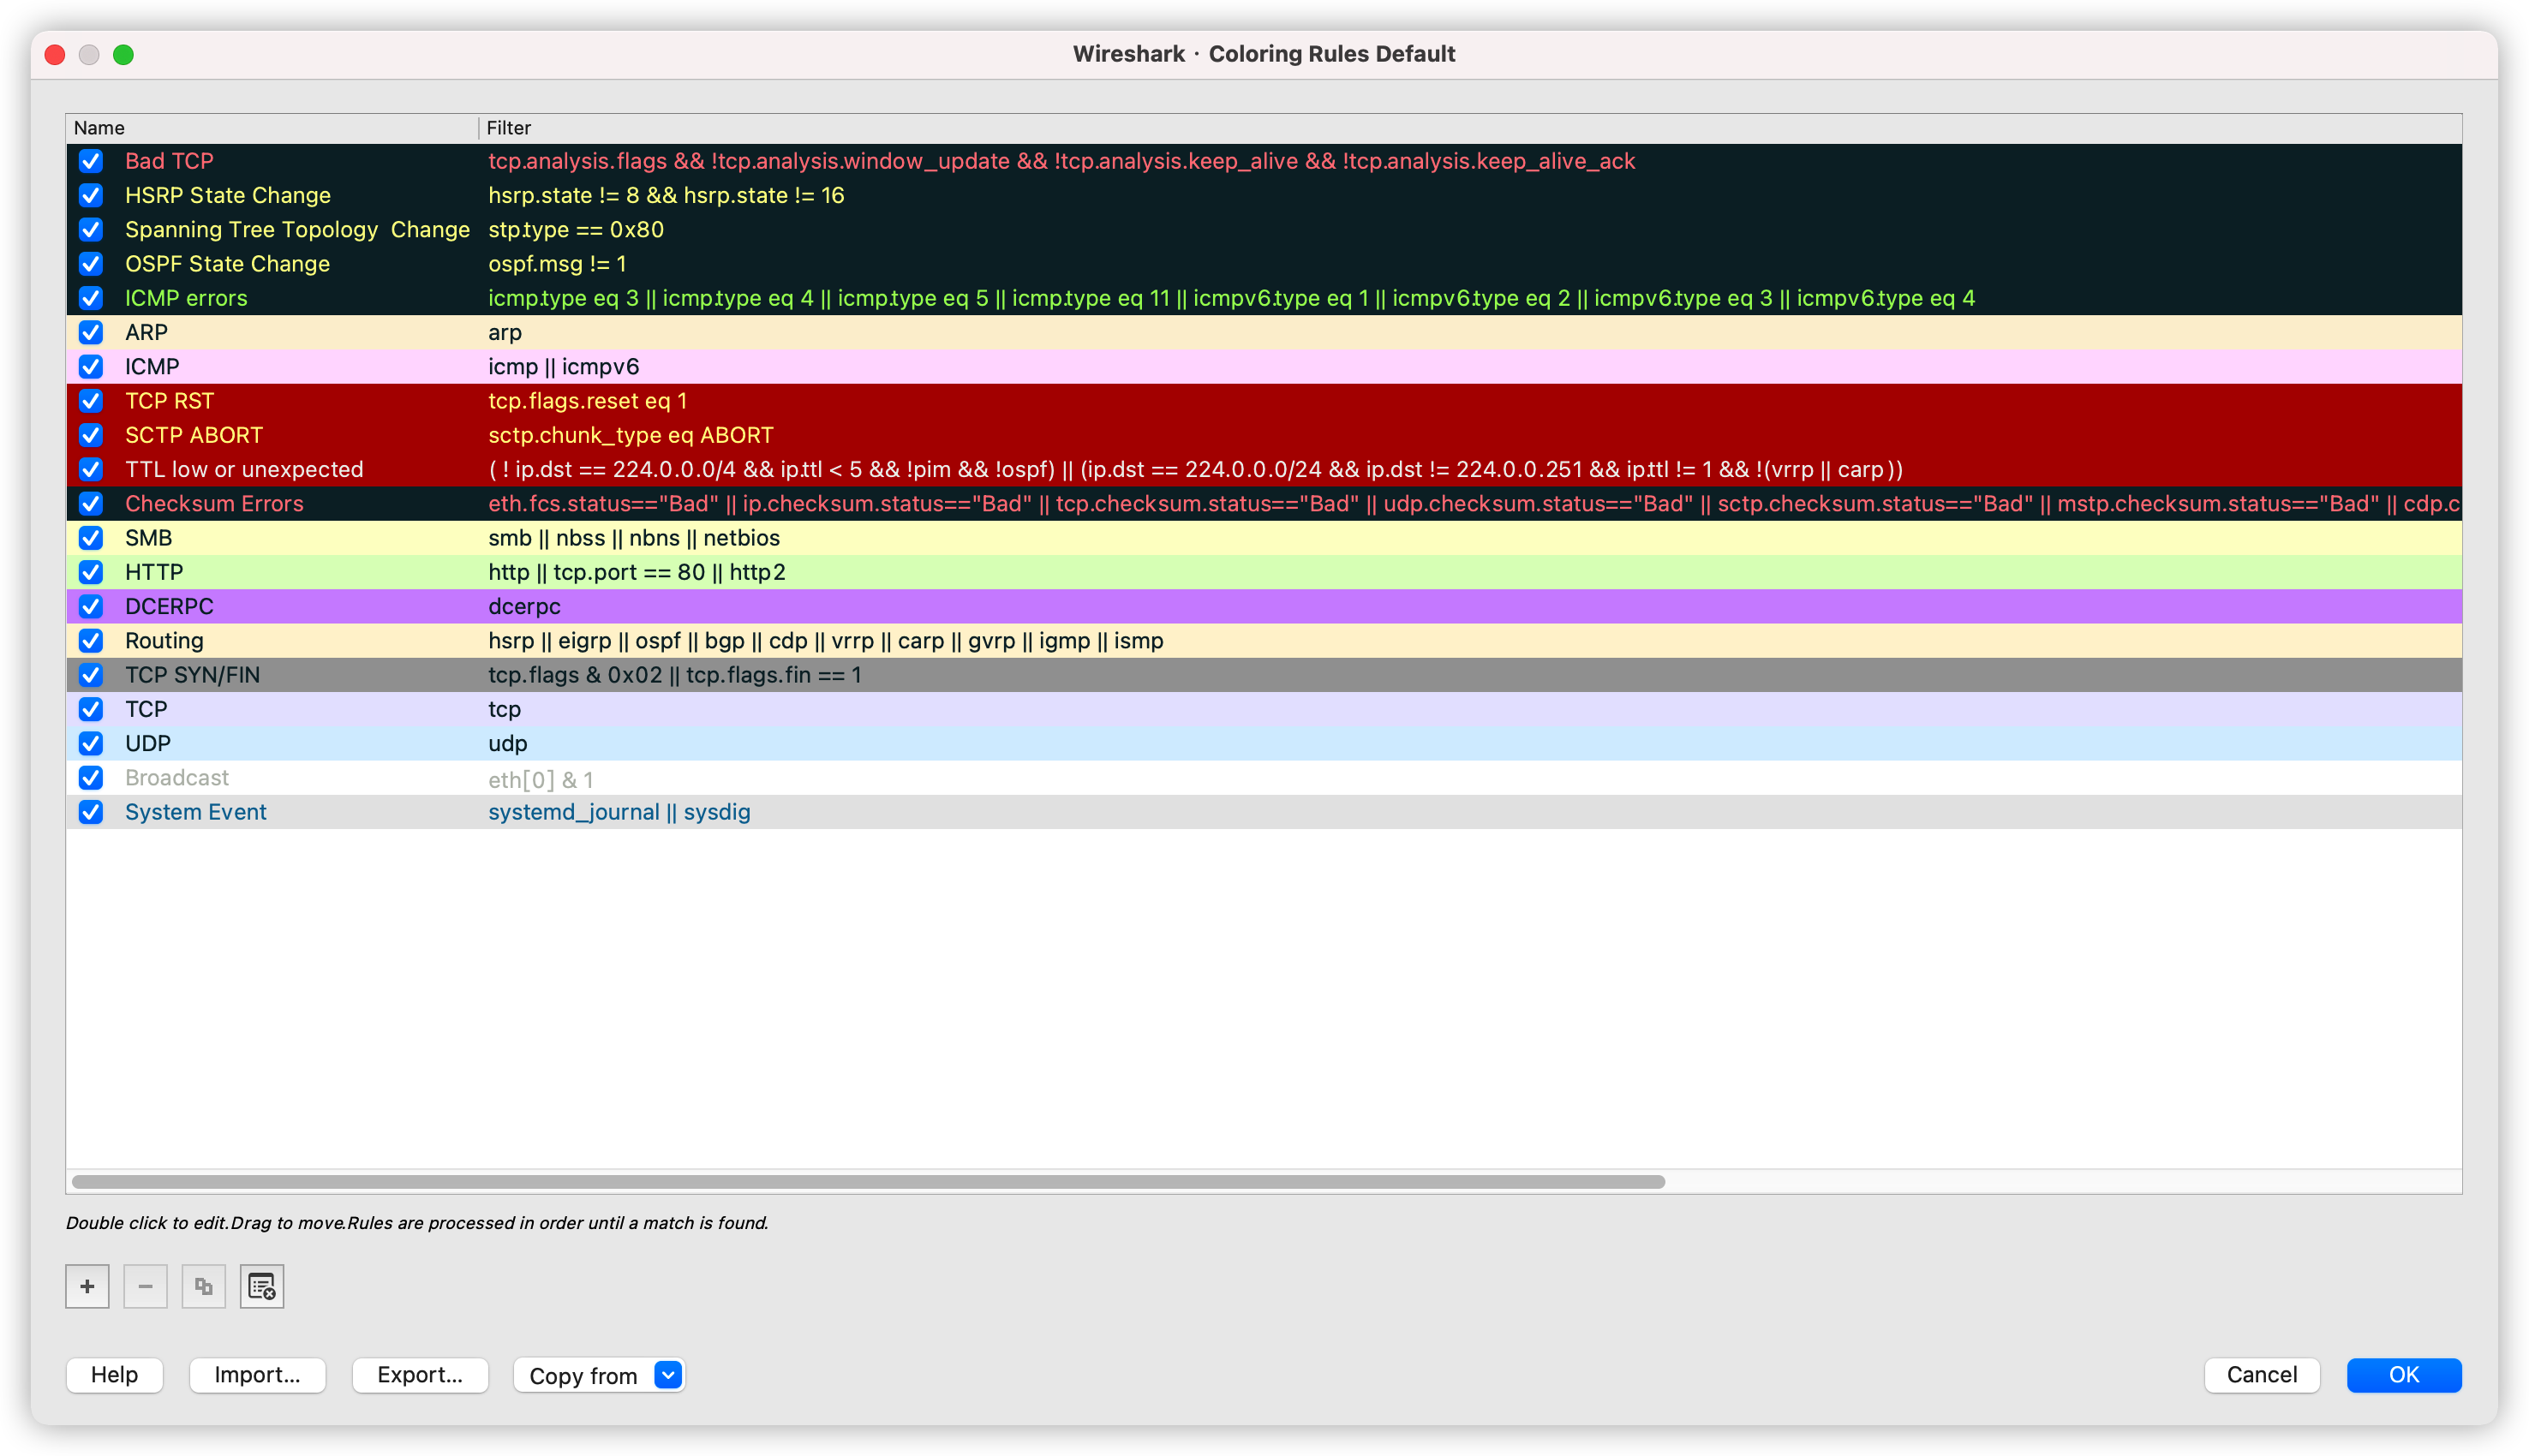 Wireshark · Coloring Rules Default
Name Filter
Bad TCP tcp.analysis.flags && !tcp.analysis.window_update && !tcp.analysis.keep_alive && !tcp.analysis.keep_alive_ack
HSRP State Change hsrp.state != 8 && hsrp.state != 16
Spanning Tree Topology  Change stp.type == 0x80
OSPF State Change ospf.msg != 1
ICMP errors icmp.type eq 3 || icmp.type eq 4 || icmp.type eq 5 || icmp.type eq 11 || icmpv6.type eq 1 || icmpv6.type eq 2 || icmpv6.type eq 3 || icmpv6.type eq 4
ARP arp
ICMP icmp || icmpv6
TCP RST tcp.flags.reset eq 1
SCTP ABORT sctp.chunk_type eq ABORT
TTL low or unexpected ( ! ip.dst == 224.0.0.0/4 && ip.ttl < 5 && !pim && !ospf) || (ip.dst == 224.0.0.0/24 && ip.dst != 224.0.0.251 && ip.ttl != 1 && !(vrrp || carp))
Checksum Errors eth.fcs.status=="Bad" || ip.checksum.status=="Bad" || tcp.checksum.status=="Bad" || udp.checksum.status=="Bad" || sctp.checksum.status=="Bad" || mstp.checksum.status=="Bad" || cdp.c
SMB smb || nbss || nbns || netbios
HTTP http || tcp.port == 80 || http2
DCERPC dcerpc
Routing hsrp || eigrp || ospf || bgp || cdp || vrrp || carp || gvrp || igmp || ismp
TCP SYN/FIN tcp.flags & 0x02 || tcp.flags.fin == 1
TCP tcp
UDP udp
Broadcast eth[0] & 1
System Event systemd_journal || sysdig
Double click to edit. Drag to move. Rules are processed in order until a match is found.
Help Import... Export... Copy from Cancel OK